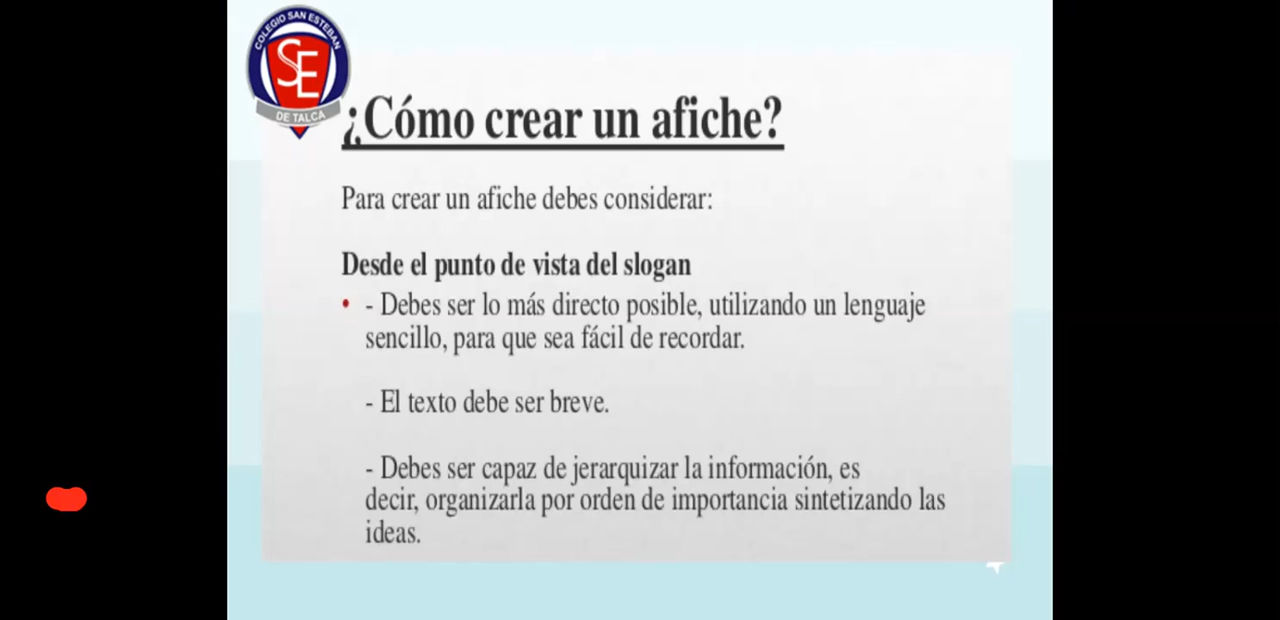 COLEGIO SAN ESTEBAN
SE
DE TALCA
¿Cómo crear un afiche?
Para crear un afiche debes considerar:
Desde el punto de vista del slogan
• - Debes ser lo más directo posible, utilizando un lenguaje
sencillo, para que sea fácil de recordar.
- El texto debe ser breve.
- Debes ser capaz de jerarquizar la información, es
decir, organizarla por orden de importancia sintetizando las
ideas.